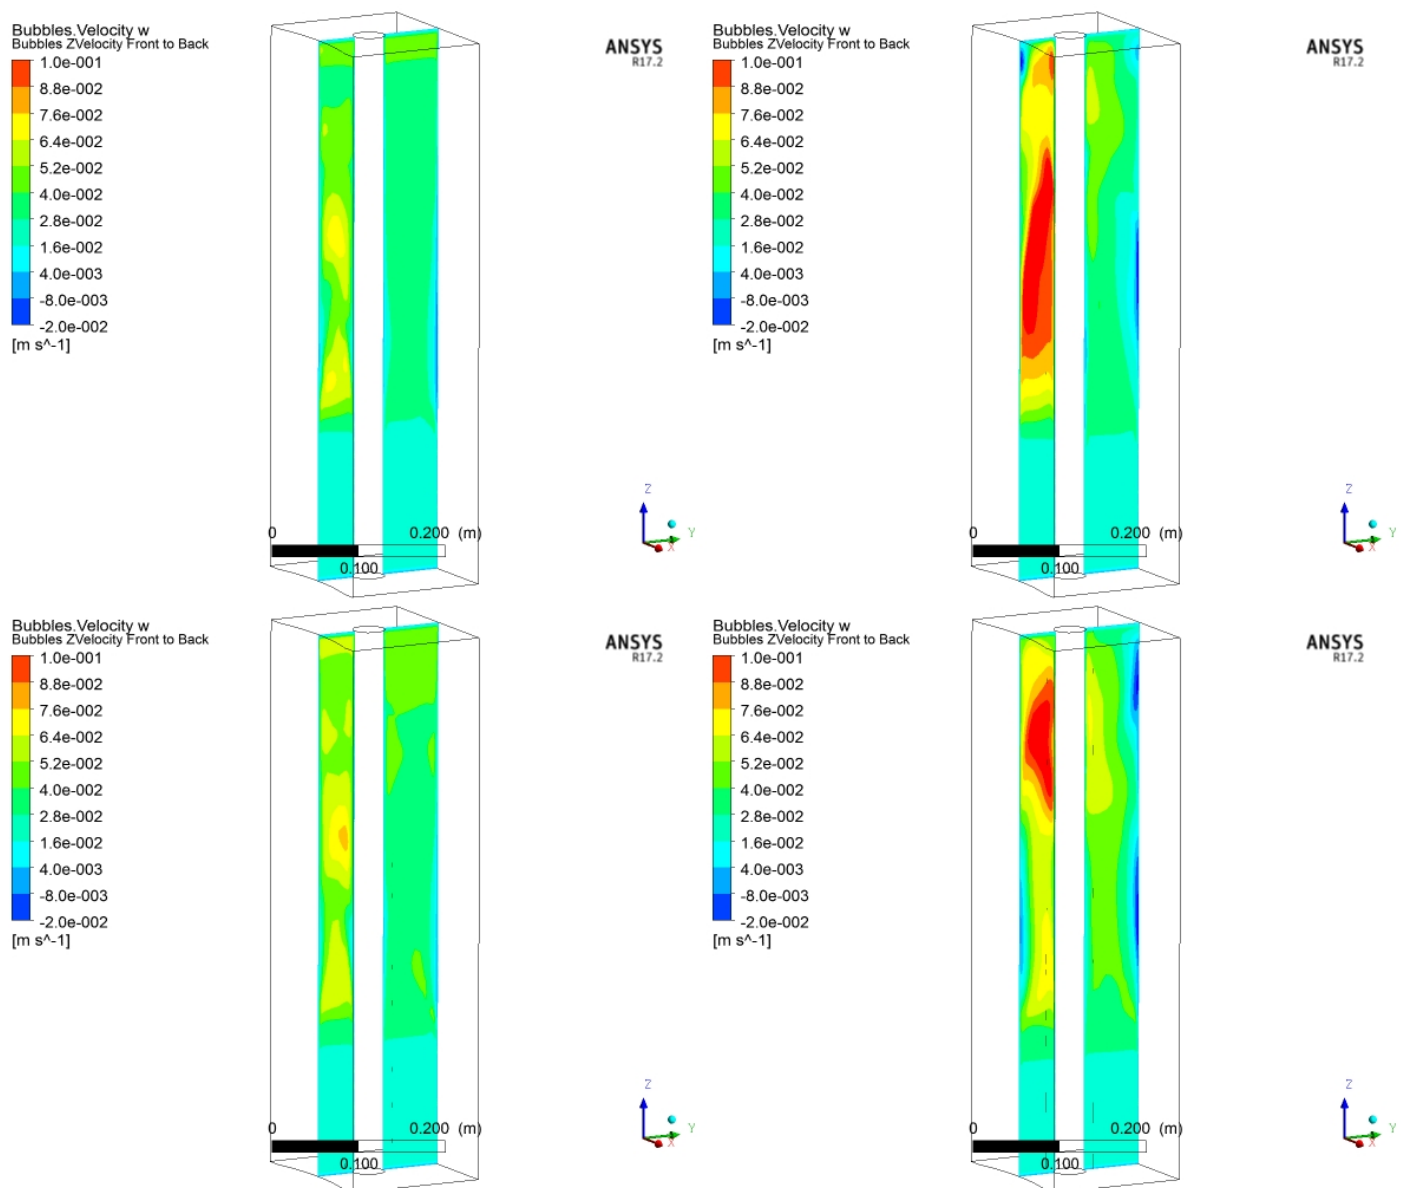 Bubbles.Velocity w
Bubbles ZVelocity Front to Back
1.0e-001
8.8e-002
7.6e-002
6.4e-002
5.2e-002
4.0e-002
2.8e-002
1.6e-002
4.0e-003
-8.0e-003
-2.0e-002
[m s^-1]
ANSYS
R17.2
Z
Y
X
0
0.200 (m)
0.100
Bubbles.Velocity w
Bubbles ZVelocity Front to Back
1.0e-001
8.8e-002
7.6e-002
6.4e-002
5.2e-002
4.0e-002
2.8e-002
1.6e-002
4.0e-003
-8.0e-003
-2.0e-002
[m s^-1]
ANSYS
R17.2
Z
Y
X
0
0.200 (m)
0.100
Bubbles.Velocity w
Bubbles ZVelocity Front to Back
1.0e-001
8.8e-002
7.6e-002
6.4e-002
5.2e-002
4.0e-002
2.8e-002
1.6e-002
4.0e-003
-8.0e-003
-2.0e-002
[m s^-1]
ANSYS
R17.2
Z
Y
X
0
0.200 (m)
0.100
Bubbles.Velocity w
Bubbles ZVelocity Front to Back
1.0e-001
8.8e-002
7.6e-002
6.4e-002
5.2e-002
4.0e-002
2.8e-002
1.6e-002
4.0e-003
-8.0e-003
-2.0e-002
[m s^-1]
ANSYS
R17.2
Z
Y
X
0
0.200 (m)
0.100